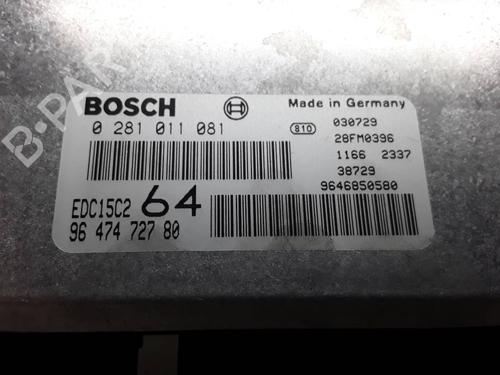 BOSCH Made in Germany
0 281 011 081 810 030729
28FM0396
1166 2337
38729
9646850580
EDC15C2 64
96 474 727 80
B-PARTS